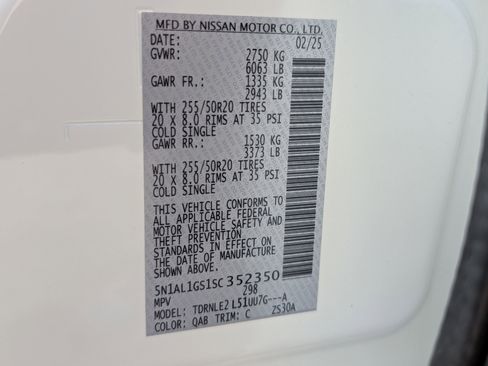 MFD BY NISSAN MOTOR CO., LTD.
DATE: 02/25
GVWR: 2750 KG
6063 LB
GAWR FR.: 1335 KG
2943 LB
WITH 255/50R20 TIRES
20 X 8.0 RIMS AT 35 PSI
COLD SINGLE
GAWR RR.: 1530 KG
3373 LB
WITH 255/50R20 TIRES
20 X 8.0 RIMS AT 35 PSI
COLD SINGLE
THIS VEHICLE CONFORMS TO
ALL APPLICABLE FEDERAL
MOTOR VEHICLE SAFETY AND
THEFT PREVENTION
STANDARDS IN EFFECT ON
THE DATE OF MANUFACTURE
SHOWN ABOVE.
5N1AL1GS1SC 352350
MPV 298
MODEL: TDRNLE2 L51UU7G---A
COLOR: QAB TRIM: C ZS30A